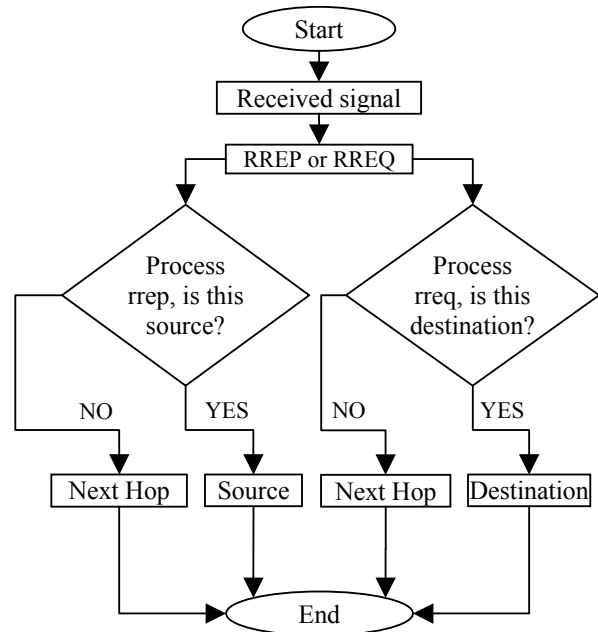 Start
Received signal
RREP or RREQ
Process
rrep, is this
source?
Process
rreq, is this
destination?
NO
YES
NO
YES
Next Hop
Source
Next Hop
Destination
End